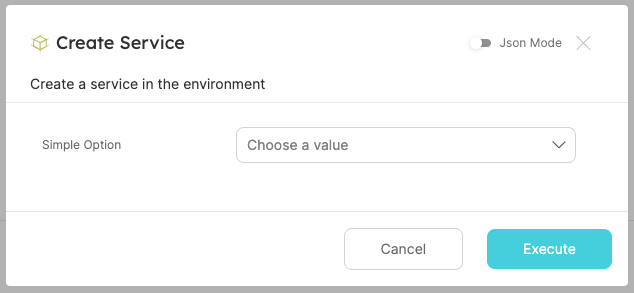 Create Service
Json Mode
Create a service in the environment
Simple Option
Choose a value
Cancel
Execute